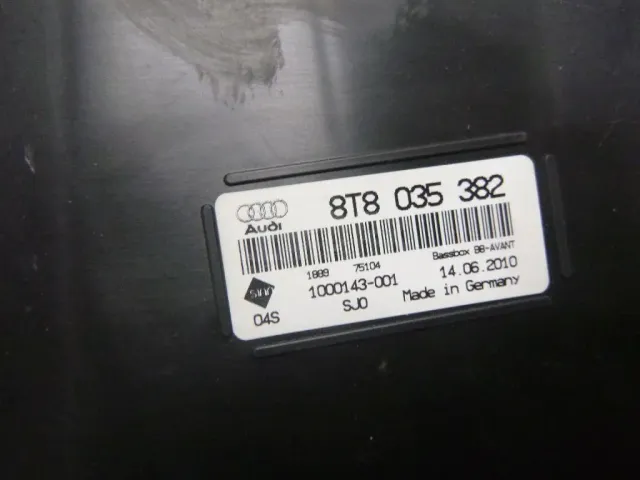 8T8 035 382
Audi
1889 75104 Bassbox B8-AVANT
1000143-001 14.06.2010
04S SJ0 Made in Germany